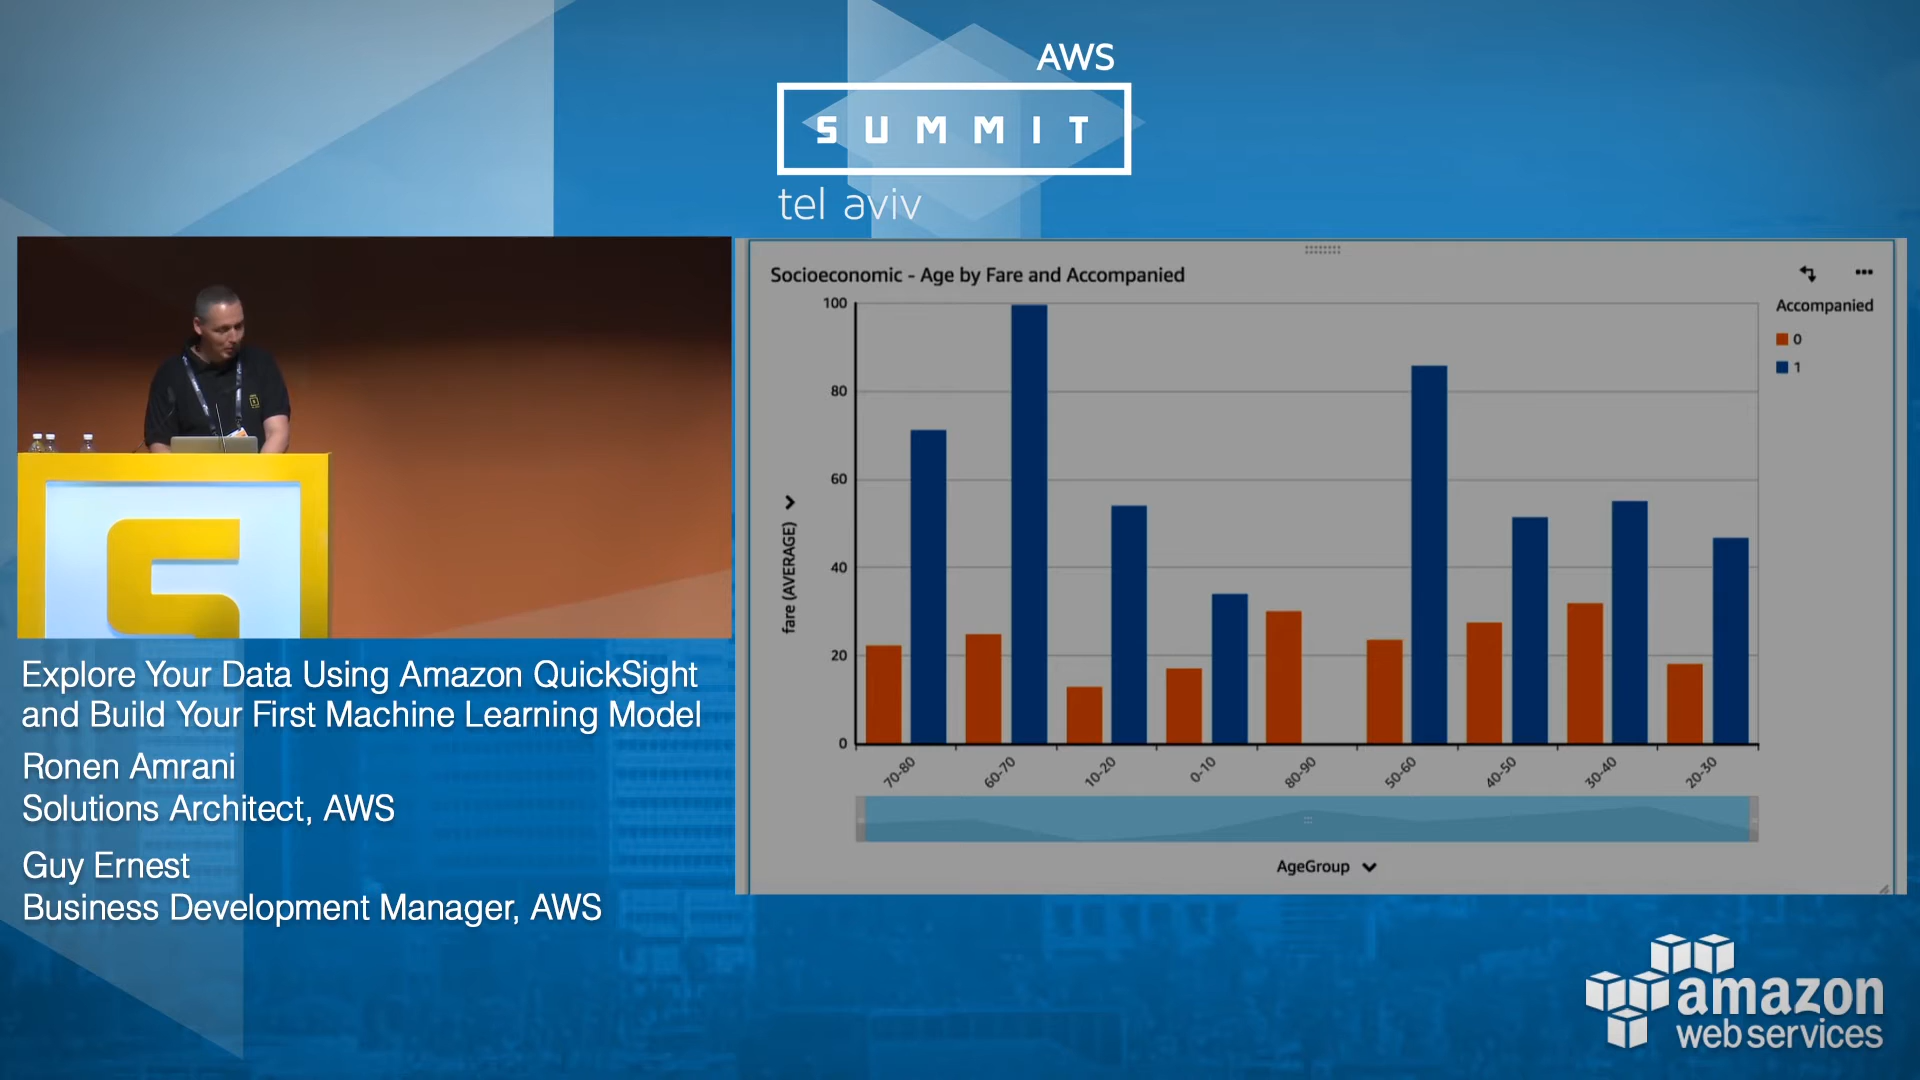 AWS
SUMMIT
tel aviv
Socioeconomic - Age by Fare and Accompanied
Accompanied
0
1
100
80
60
40
20
0
fare (AVERAGE)
70-80
60-70
10-20
0-10
80-90
50-60
40-50
30-40
20-30
AgeGroup
Explore Your Data Using Amazon QuickSight
and Build Your First Machine Learning Model
Ronen Amrani
Solutions Architect, AWS
Guy Ernest
Business Development Manager, AWS
amazon
web services